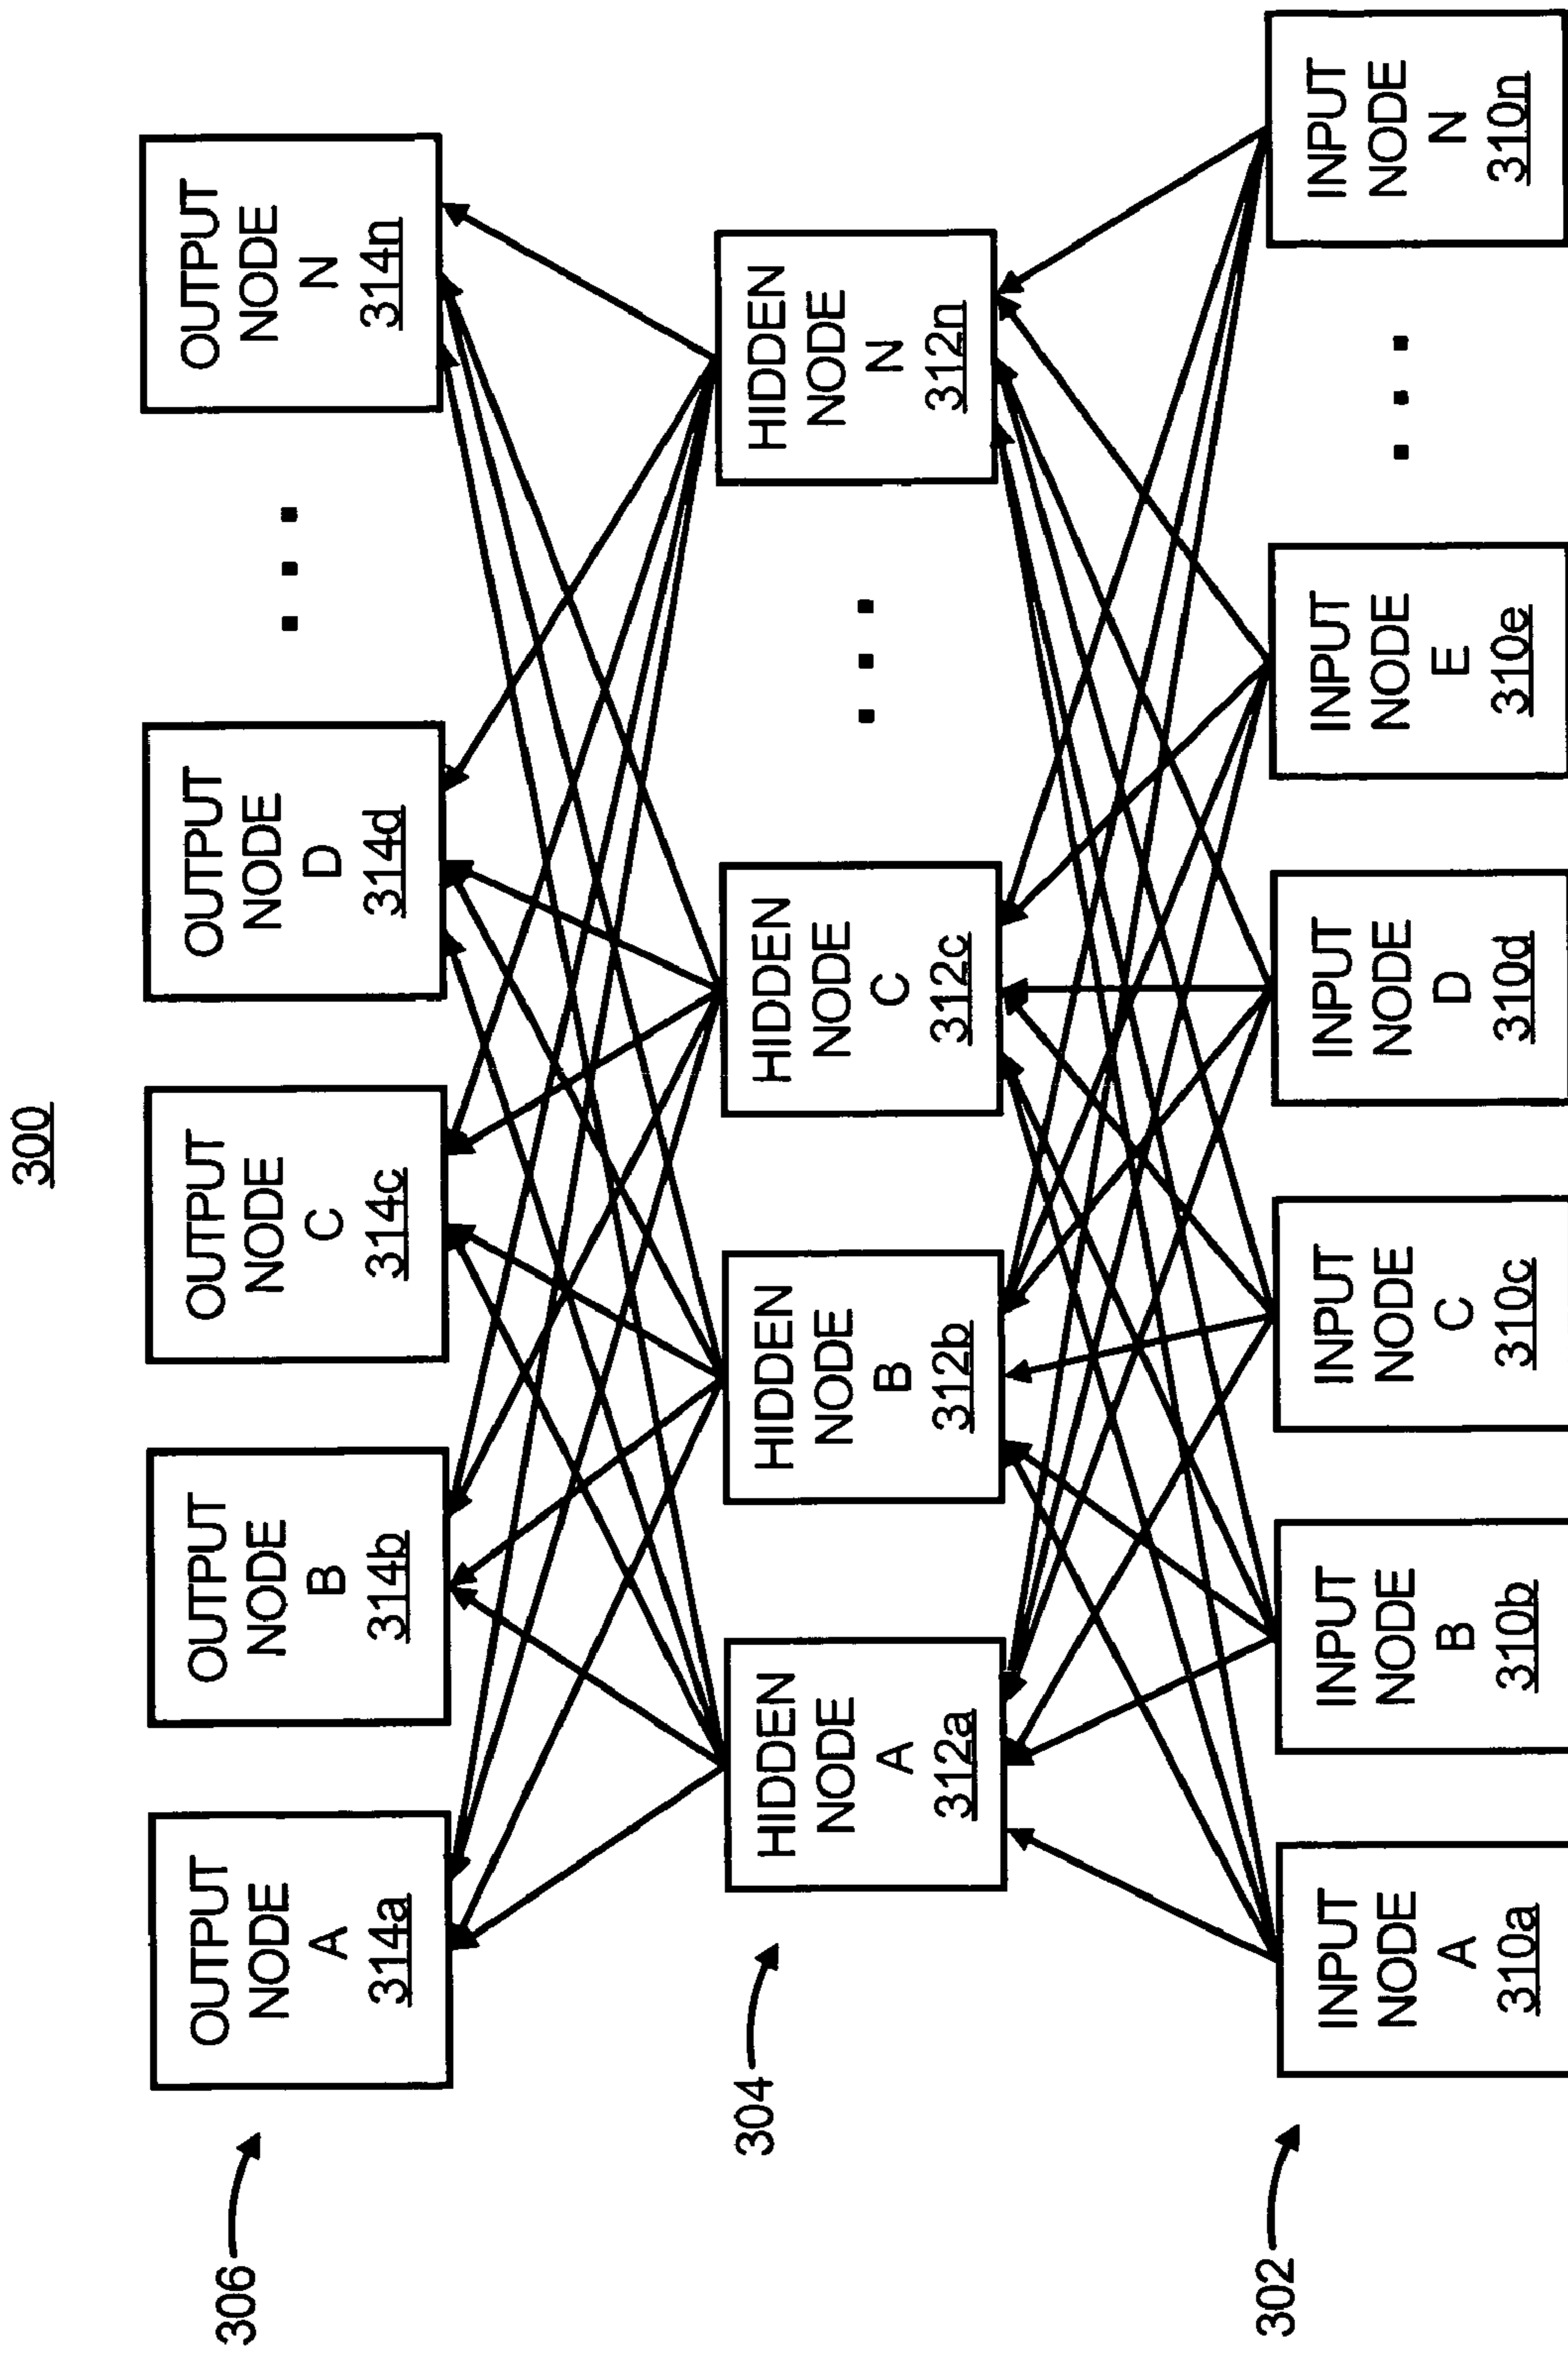 300
306
OUTPUT
NODE
A
314a
OUTPUT
NODE
B
314b
OUTPUT
NODE
C
314c
OUTPUT
NODE
D
314d
OUTPUT
NODE
N
314n
304
HIDDEN
NODE
A
312a
HIDDEN
NODE
B
312b
HIDDEN
NODE
C
312c
HIDDEN
NODE
N
312n
302
INPUT
NODE
A
310a
INPUT
NODE
B
310b
INPUT
NODE
C
310c
INPUT
NODE
D
310d
INPUT
NODE
E
310e
INPUT
NODE
N
310n